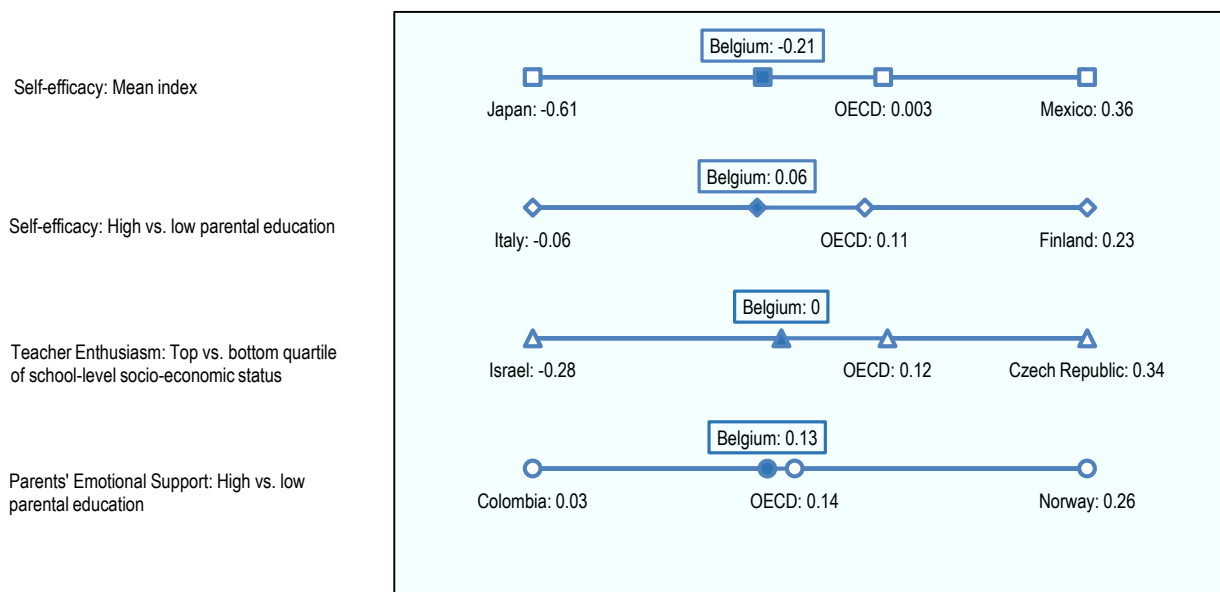 Belgium: -0.21
Self-efficacy: Mean index
Japan: -0.61
OECD: 0.003
Mexico: 0.36
Belgium: 0.06
Self-efficacy: High vs. low parental education
Italy: -0.06
OECD: 0.11
Finland: 0.23
Belgium: 0
Teacher Enthusiasm: Top vs. bottom quartile
of school-level socio-economic status
Israel: -0.28
OECD: 0.12
Czech Republic: 0.34
Belgium: 0.13
Parents' Emotional Support: High vs. low
parental education
Colombia: 0.03
OECD: 0.14
Norway: 0.26